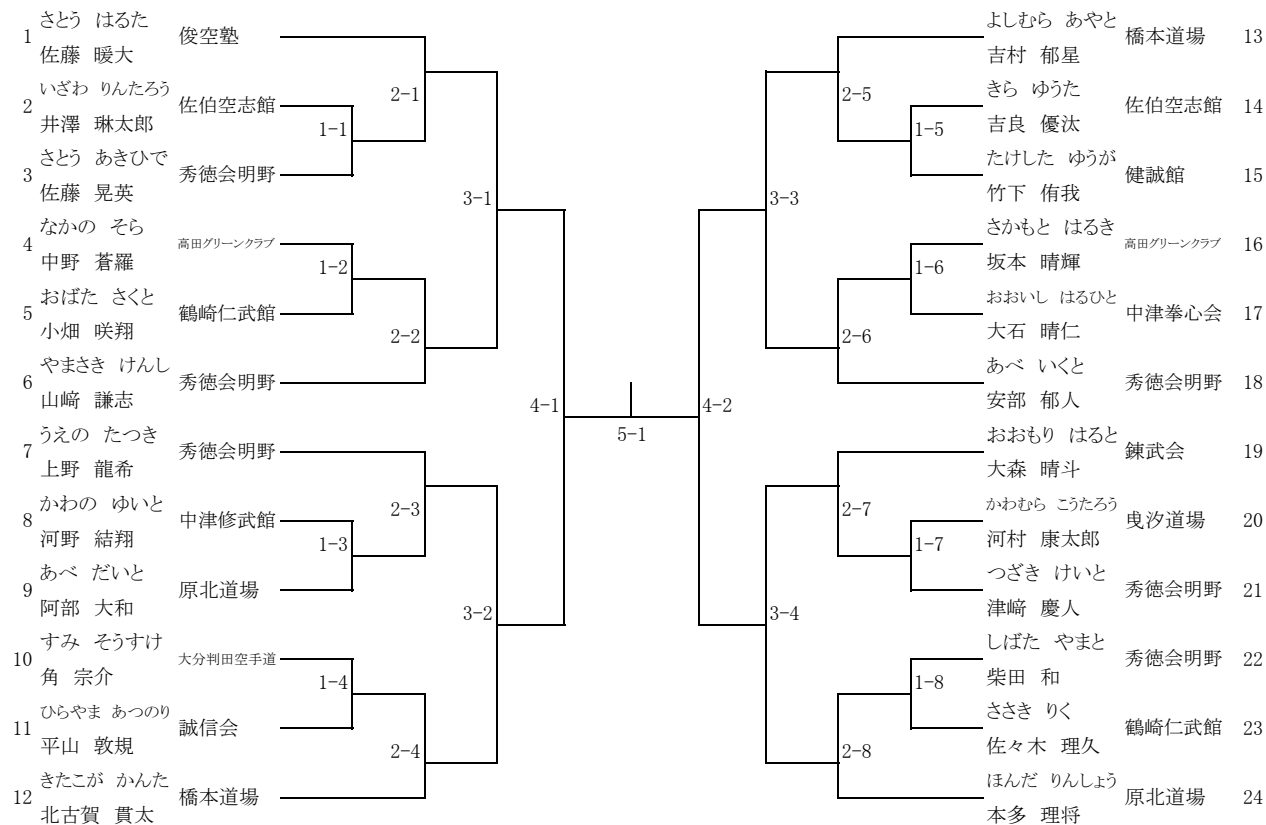 さとう はるた
1 佐藤 暖大 俊空塾
いざわ りんたろう
2 井澤 琳太郎 佐伯空志館
さとう あきひで
3 佐藤 晃英 秀徳会明野
なかの そら
4 中野 蒼羅 高田グリーンクラブ
おばた さくと
5 小畑 咲翔 鶴崎仁武館
やまさき けんし
6 山﨑 謙志 秀徳会明野
うえの たつき
7 上野 龍希 秀徳会明野
かわの ゆいと
8 河野 結翔 中津修武館
あべ だいと
9 阿部 大和 原北道場
すみ そうすけ
10 角 宗介 大分判田空手道
ひらやま あつのり
11 平山 敦規 誠信会
きたこが かんた
12 北古賀 貫太 橋本道場
1-1
1-2
1-3
1-4
2-1
2-2
2-3
2-4
3-1
3-2
4-1
5-1
4-2
3-3
3-4
2-5
2-6
2-7
2-8
1-5
1-6
1-7
1-8
よしむら あやと
吉村 郁星 橋本道場 13
きら ゆうた
吉良 優汰 佐伯空志館 14
たけした ゆうが
竹下 侑我 健誠館 15
さかもと はるき
坂本 晴輝 高田グリーンクラブ 16
おおいし はるひと
大石 晴仁 中津拳心会 17
あべ いくと
安部 郁人 秀徳会明野 18
おおもり はると
大森 晴斗 錬武会 19
かわむら こうたろう
河村 康太郎 曳汐道場 20
つざき けいと
津﨑 慶人 秀徳会明野 21
しばた やまと
柴田 和 秀徳会明野 22
ささき りく
佐々木 理久 鶴崎仁武館 23
ほんだ りんしょう
本多 理将 原北道場 24